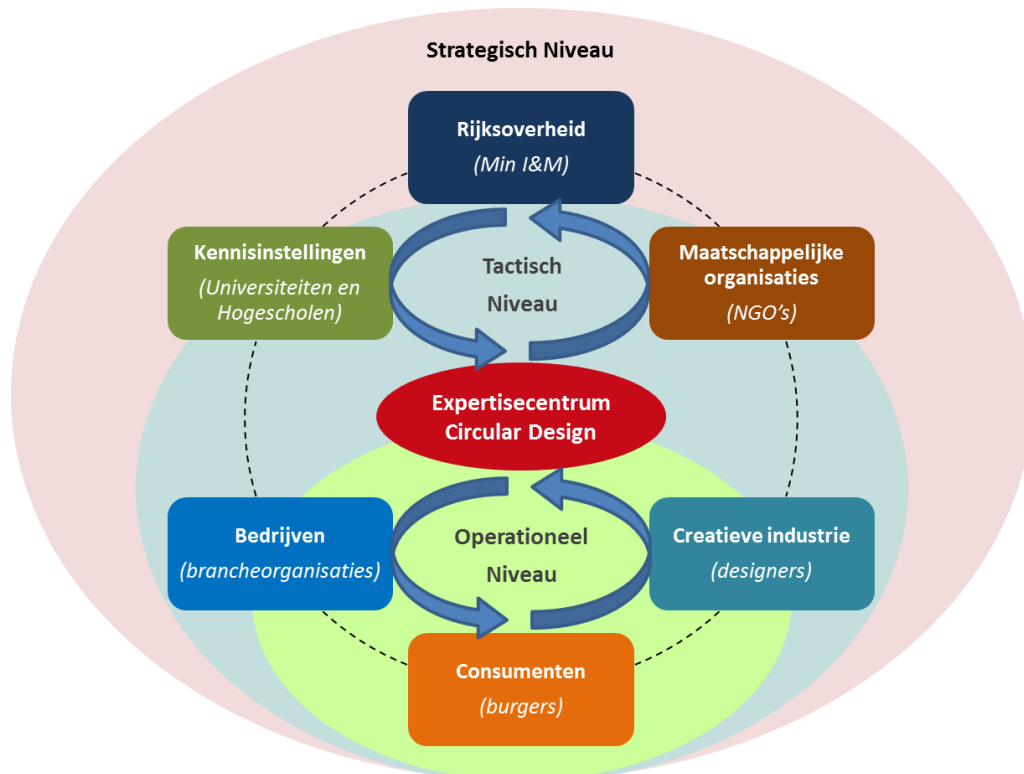 Strategisch Niveau
Rijksoverheid
(Min I&M)
Kennisinstellingen
(Universiteiten en
Hogescholen)
Tactisch
Niveau
Maatschappelijke
organisaties
(NGO’s)
Expertisecentrum
Circular Design
Bedrijven
(brancheorganisaties)
Operationeel
Niveau
Creatieve industrie
(designers)
Consumenten
(burgers)